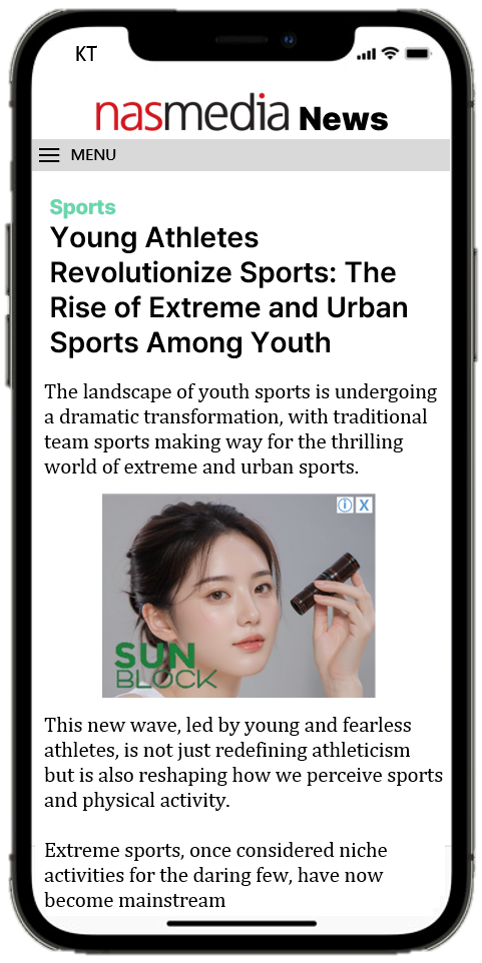 KT
nasmedia News
MENU
Sports
Young Athletes
Revolutionize Sports: The
Rise of Extreme and Urban
Sports Among Youth
The landscape of youth sports is undergoing
a dramatic transformation, with traditional
team sports making way for the thrilling
world of extreme and urban sports.
X
SUN
BLOCK
This new wave, led by young and fearless
athletes, is not just redefining athleticism
but is also reshaping how we perceive sports
and physical activity.
Extreme sports, once considered niche
activities for the daring few, have now
become mainstream